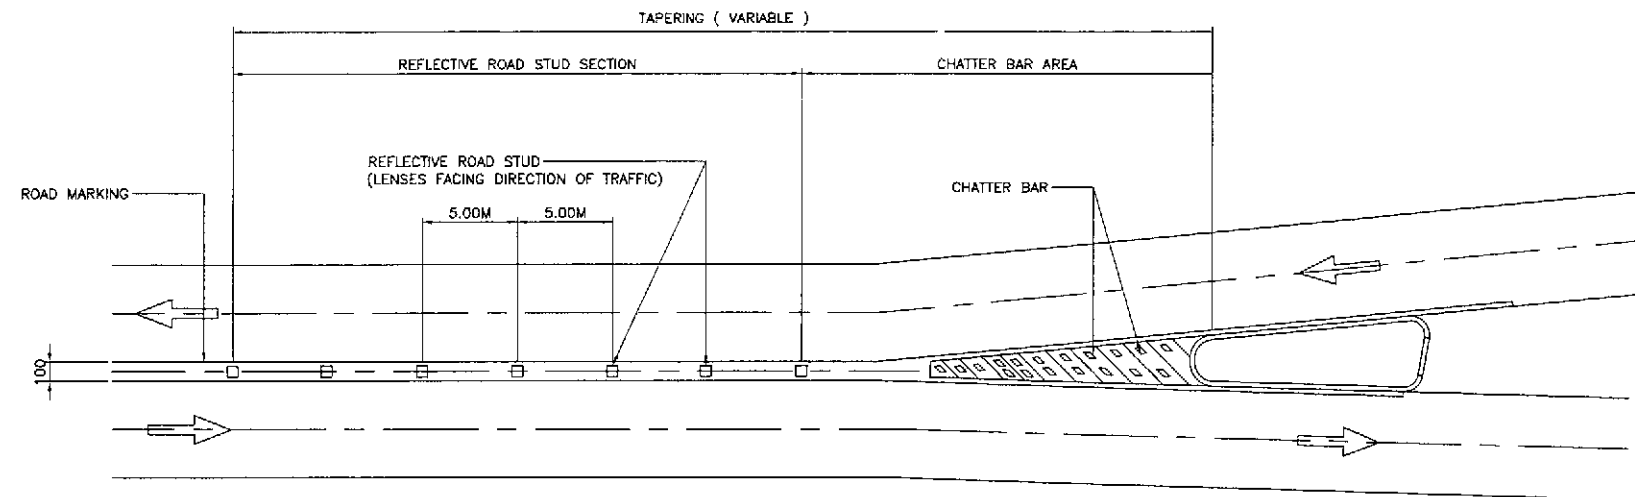 TAPERING ( VARIABLE )
REFLECTIVE ROAD STUD SECTION
CHATTER BAR AREA
REFLECTIVE ROAD STUD
(LENSES FACING DIRECTION OF TRAFFIC)
CHATTER BAR
ROAD MARKING
5.00M
5.00M